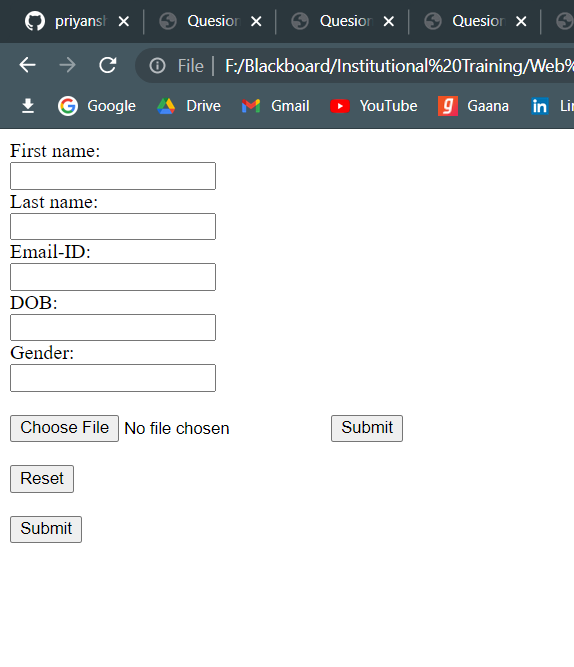 priyansh Quesion Quesion Quesion
File F:/Blackboard/Institutional%20Training/Web%
Google Drive Gmail YouTube Gaana Lin
First name:
Last name:
Email-ID:
DOB:
Gender:
Choose File No file chosen Submit
Reset
Submit